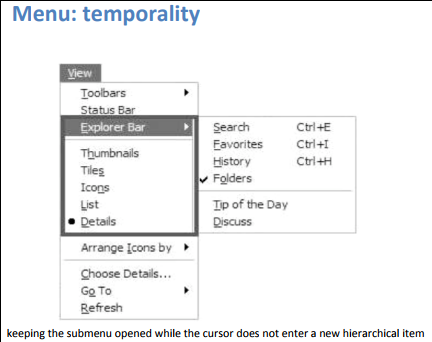 Menu: temporality
View
Toolbars
Status Bar
Explorer Bar
Search Ctrl+E
Thumbnails
Favorites Ctrl+I
Tiles
History Ctrl+H
Icons
Folders
List
Tip of the Day
Details
Discuss
Arrange Icons by
Choose Details...
Go To
Refresh
keeping the submenu opened while the cursor does not enter a new hierarchical item